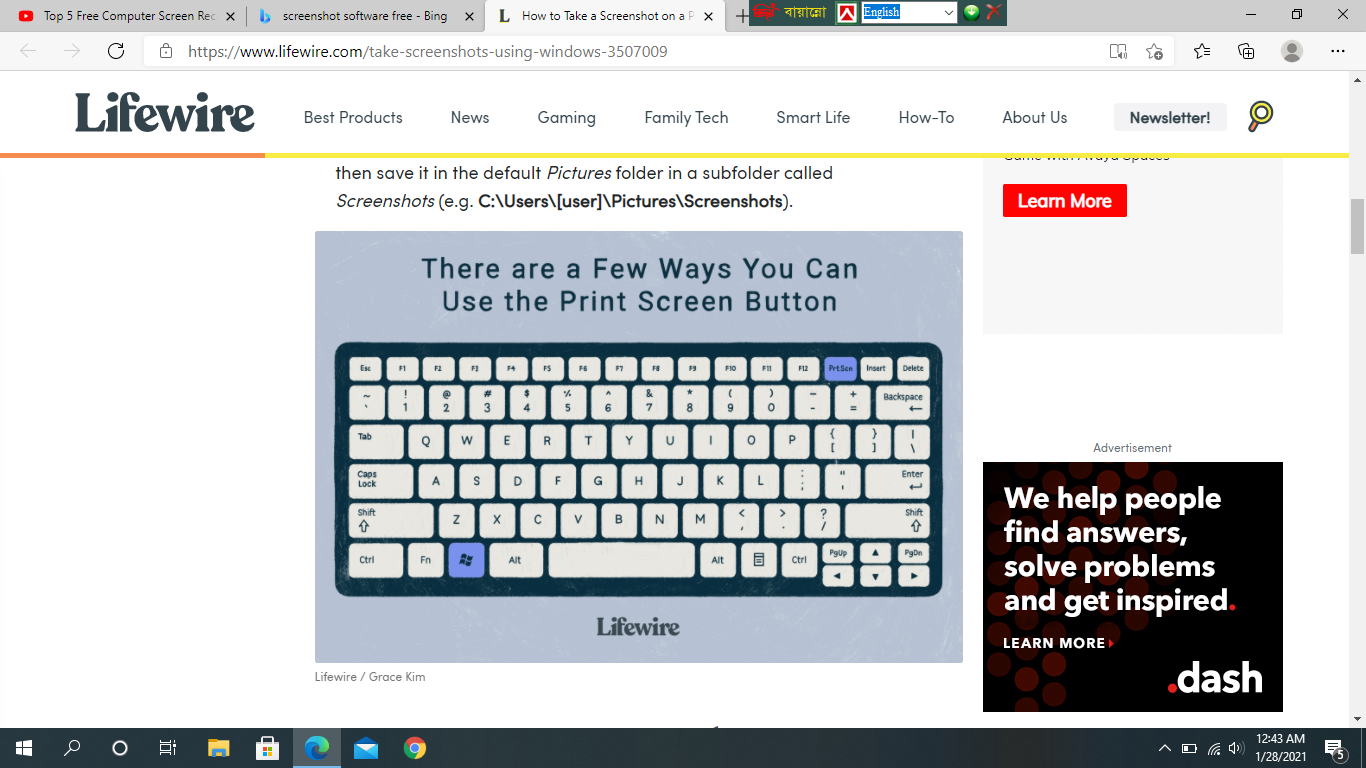 Top 5 Free Computer Screen Rec
screenshot software free - Bing
How to Take a Screenshot on a P
বায়ান্নো
English
https://www.lifewire.com/take-screenshots-using-windows-3507009
Lifewire
Best Products
News
Gaming
Family Tech
Smart Life
How-To
About Us
Newsletter!
then save it in the default Pictures folder in a subfolder called
Screenshots (e.g. C:\Users\[user]\Pictures\Screenshots).
Learn More
There are a Few Ways You Can
Use the Print Screen Button
Esc F1 F2 F3 F4 F5 F6 F7 F8 F9 F10 F11 F12 PrtScn Insert Delete
~ ! @ # $ % ^ & * ( ) – + Backspace
` 1 2 3 4 5 6 7 8 9 0 - = ←
Tab Q W E R T Y U I O P { } |
[ ] \
Caps Lock A S D F G H J K L : " Enter
; '
Shift Z X C V B N M < > ? Shift
, . /
Ctrl Fn Alt Alt Ctrl PgUp ▲ PgDn
◄ ▼ ►
Lifewire
Lifewire / Grace Kim
Advertisement
We help people
find answers,
solve problems
and get inspired.
LEARN MORE
.dash
12:43 AM
1/28/2021
5